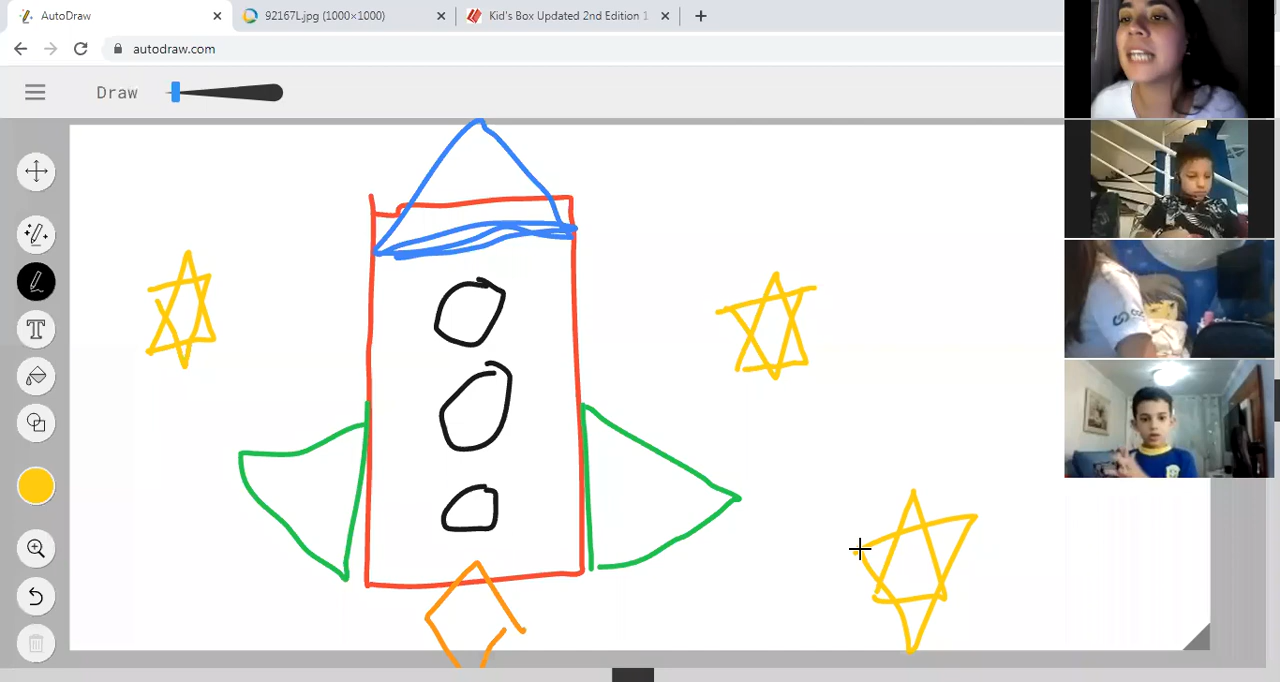 AutoDraw
92167L.jpg (1000×1000)
Kid's Box Updated 2nd Edition 1
autodraw.com
Draw
T